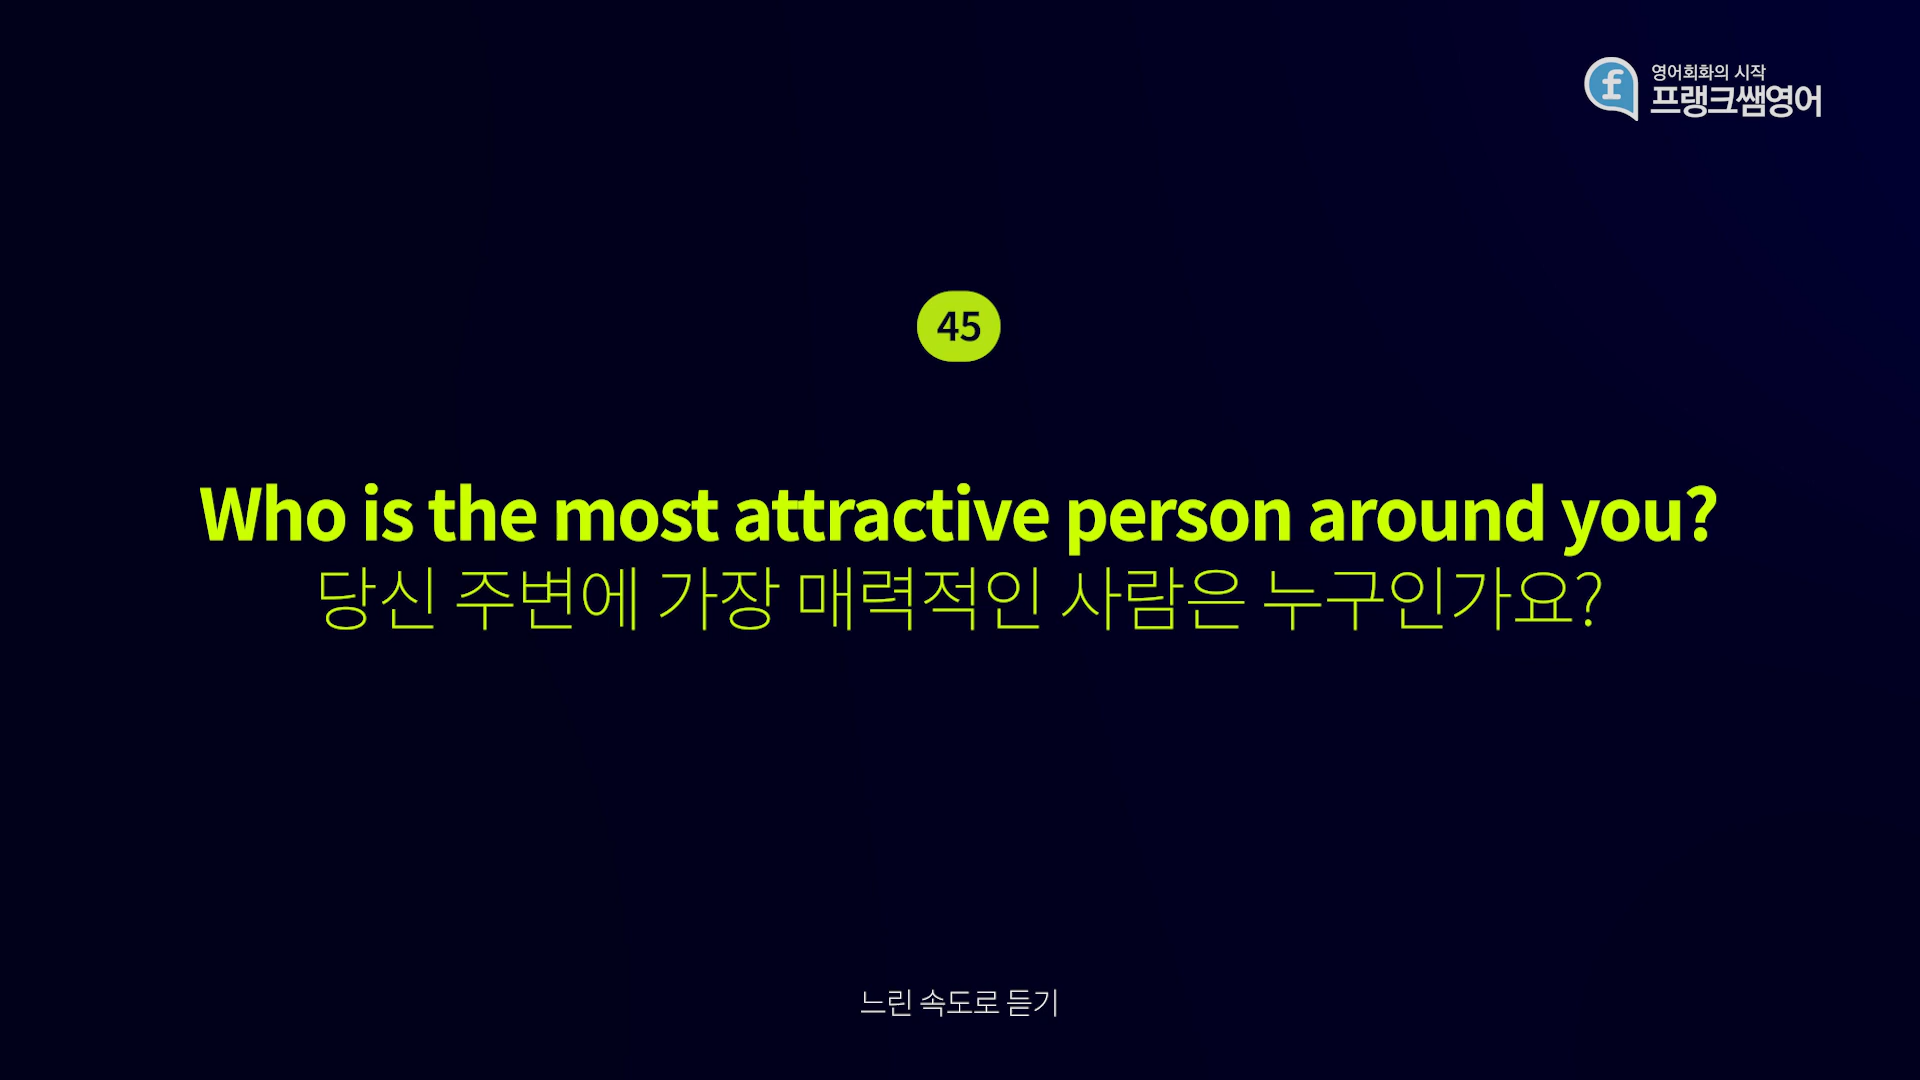 영어회화의 시작
프랭크쌤영어
45
Who is the most attractive person around you?
당신 주변에 가장 매력적인 사람은 누구인가요?
느린 속도로 듣기